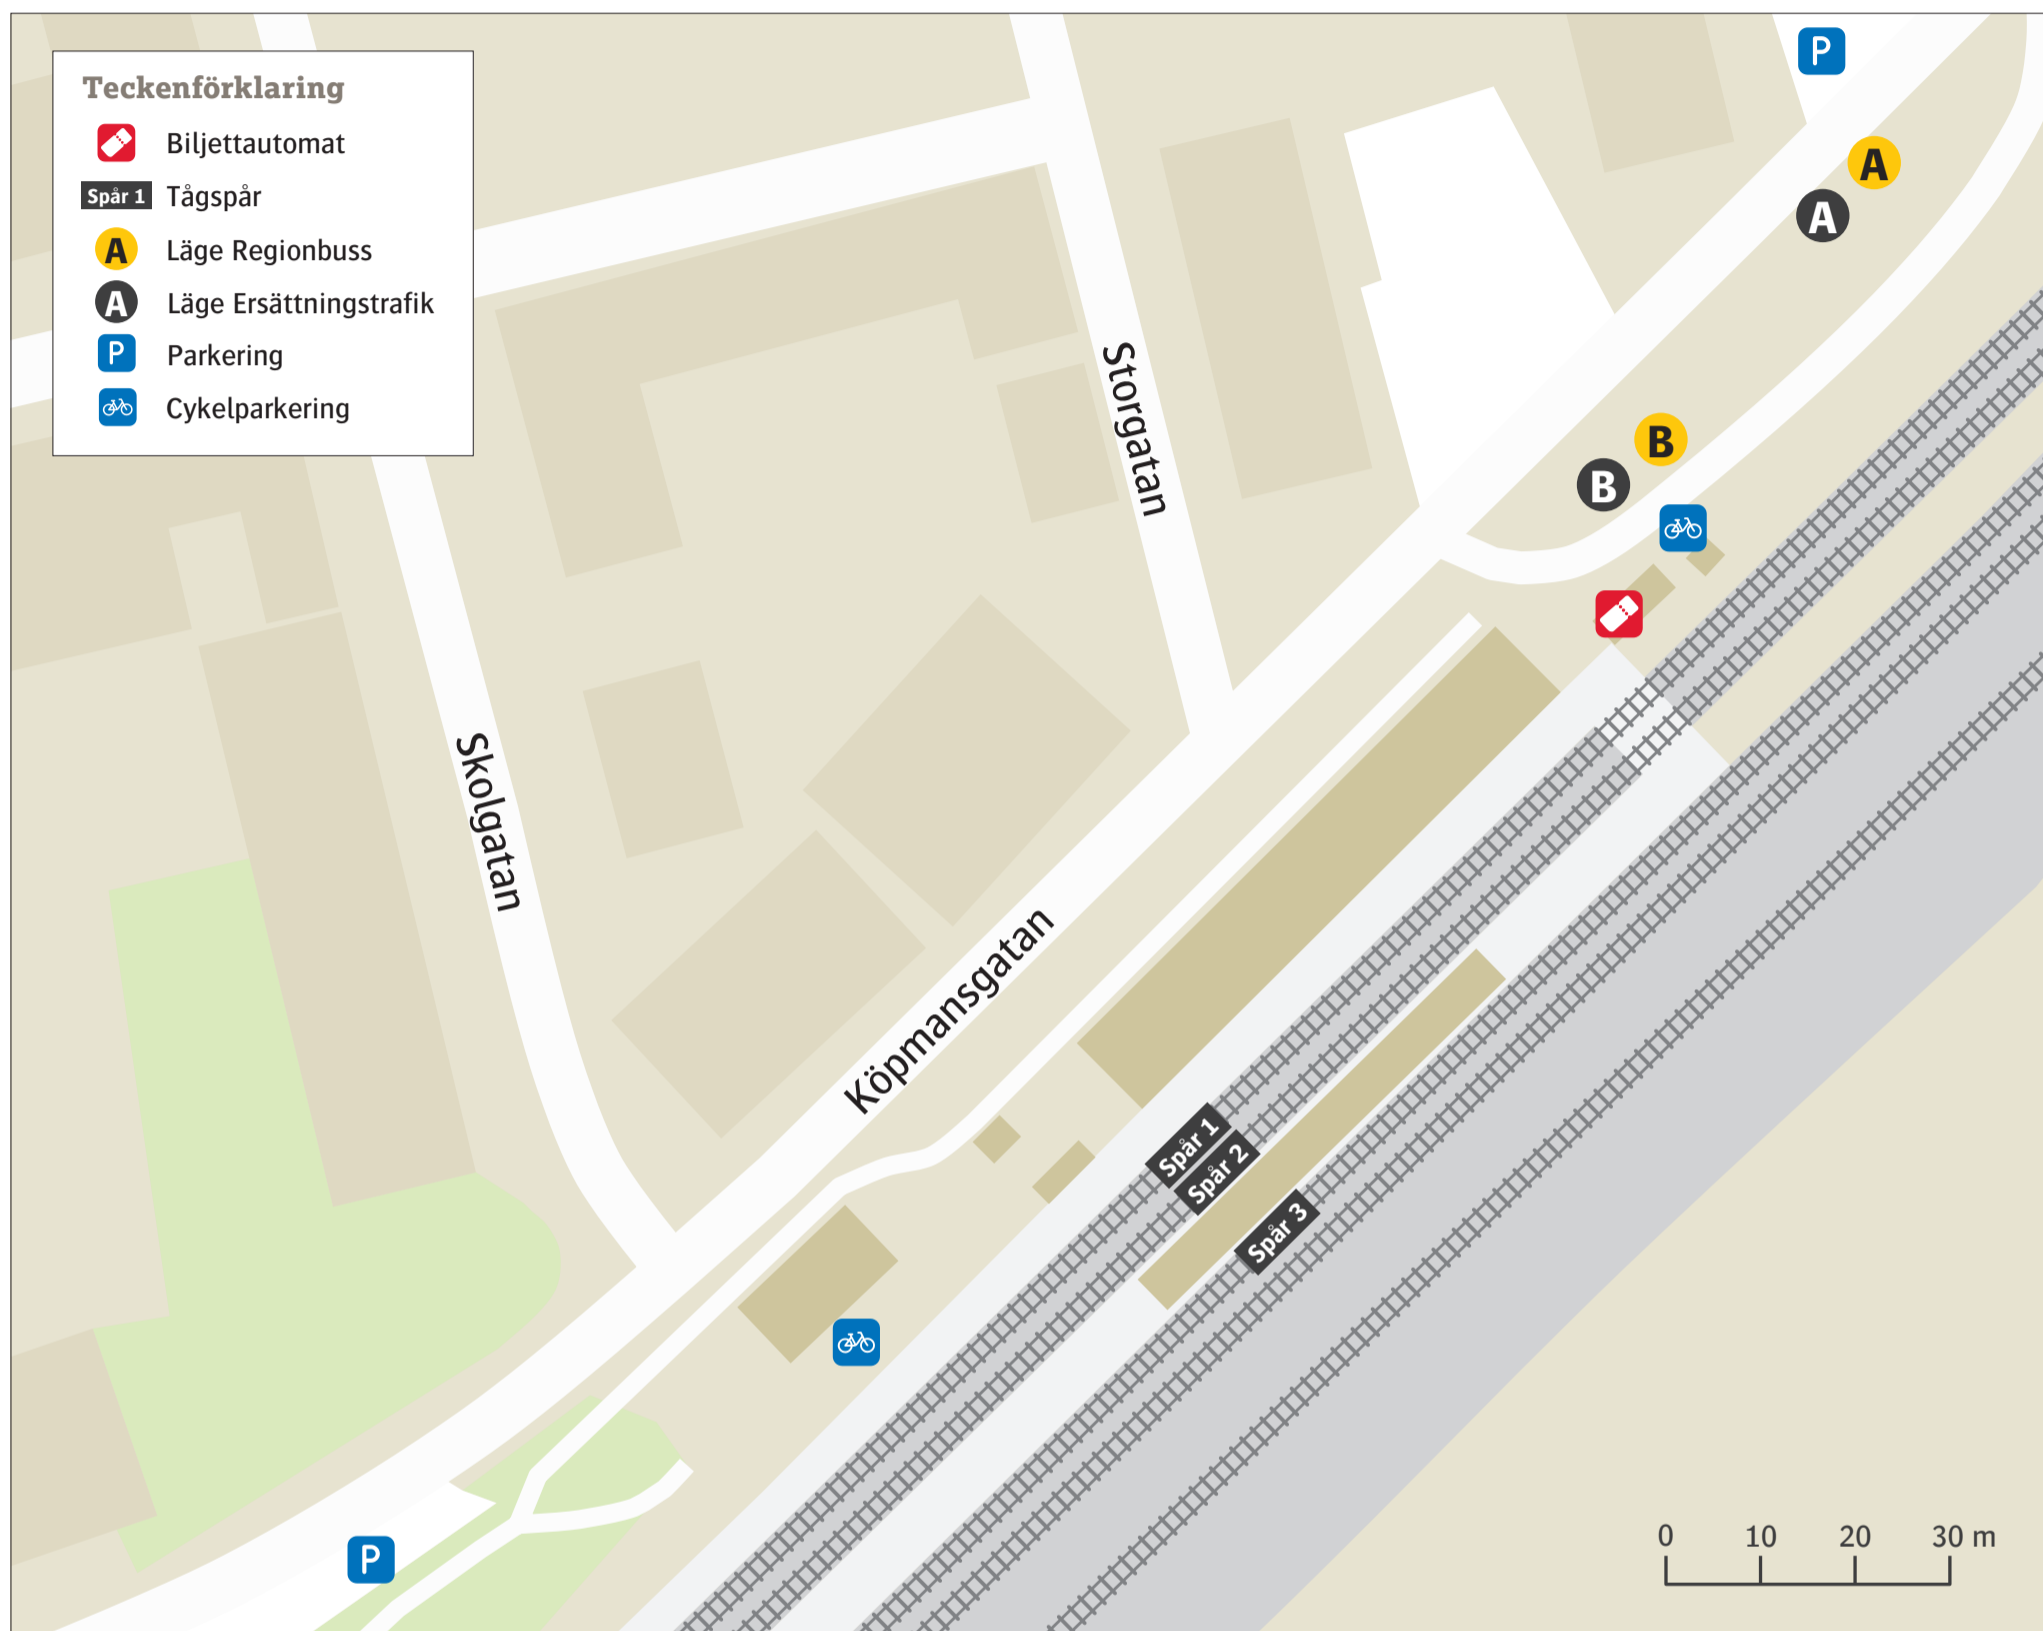 Teckenförklaring
Biljettautomat
Spår 1 Tågspår
A Läge Regionbuss
A Läge Ersättningstrafik
P Parkering
Cykelparkering
P
A
A
Storgatan
B
B
Skolgatan
Köpmansgatan
Spår 1
Spår 2
Spår 3
P
0 10 20 30 m